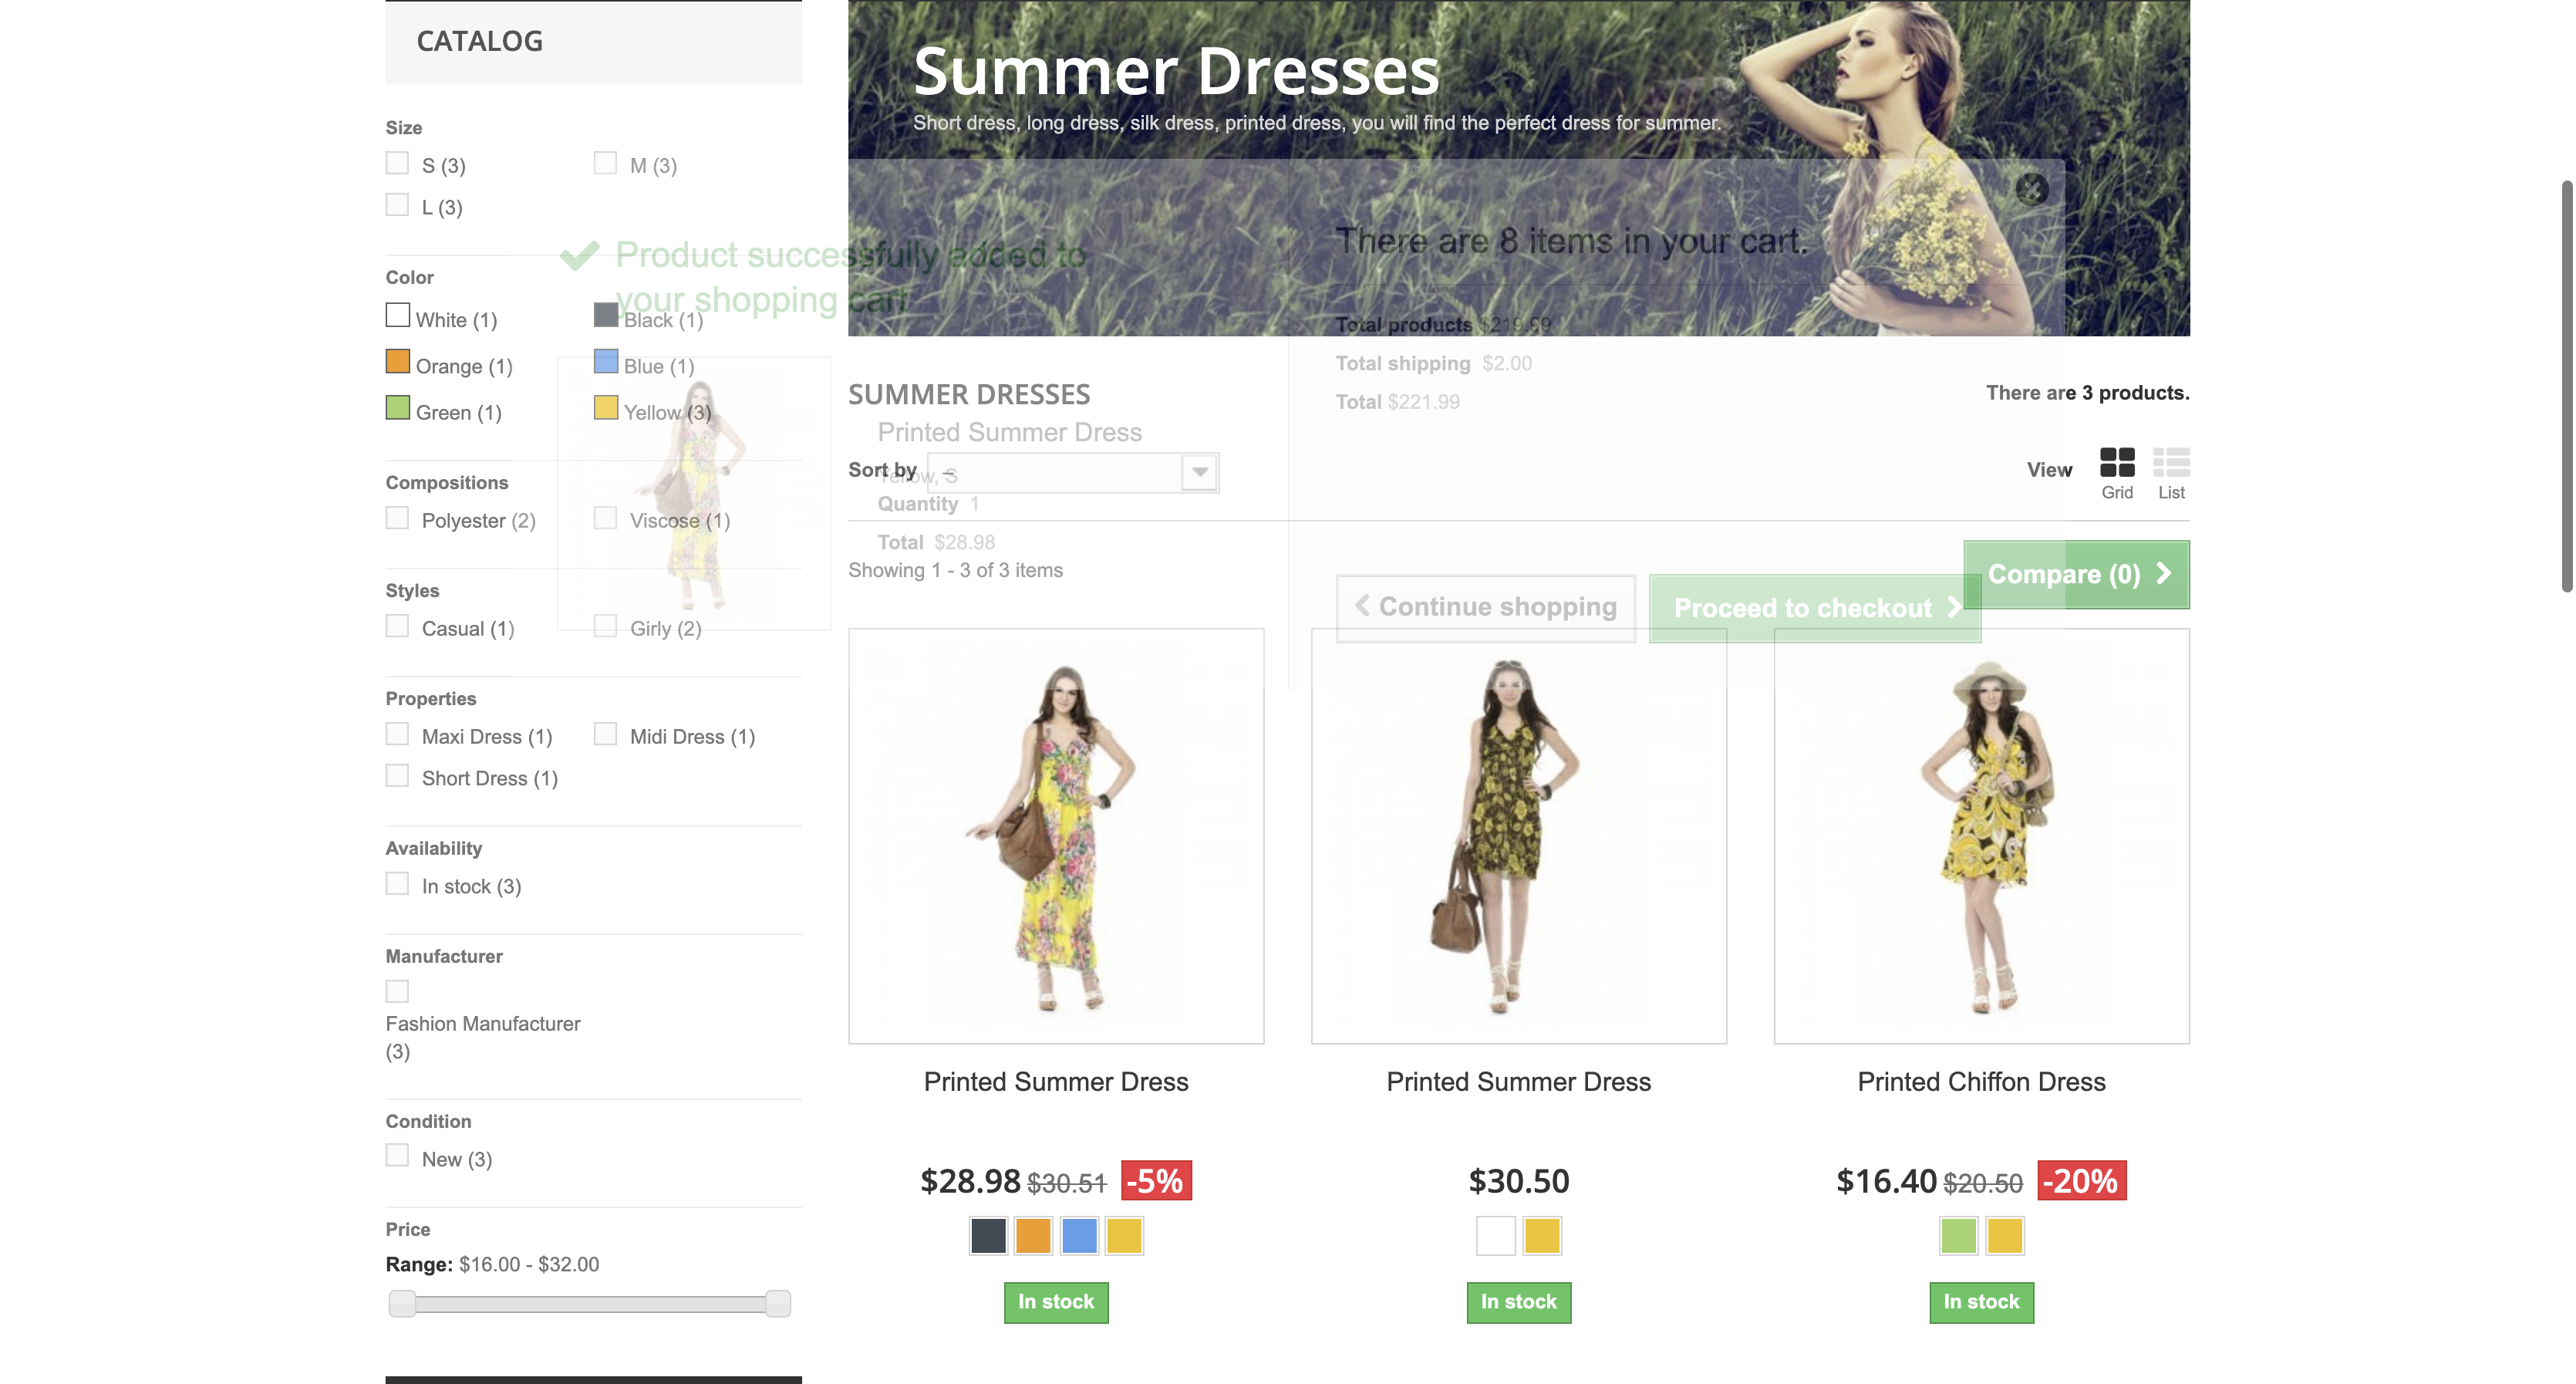 CATALOG
Size
S (3)
M (3)
L (3)
Color
White (1)
Black (1)
Orange (1)
Blue (1)
Green (1)
Yellow (3)
Compositions
Polyester (2)
Viscose (1)
Styles
Casual (1)
Girly (2)
Properties
Maxi Dress (1)
Midi Dress (1)
Short Dress (1)
Availability
In stock (3)
Manufacturer
Fashion Manufacturer
(3)
Condition
New (3)
Price
Range: $16.00 - $32.00
Summer Dresses
Short dress, long dress, silk dress, printed dress, you will find the perfect dress for summer.
Product successfully added to
your shopping cart
Printed Summer Dress
Yellow, S
Quantity 1
Total $28.98
There are 8 items in your cart.
Total products $219.99
Total shipping $2.00
Total $221.99
Continue shopping
Proceed to checkout
SUMMER DRESSES
There are 3 products.
Sort by --
View
Grid
List
Showing 1 - 3 of 3 items
Compare (0)
Printed Summer Dress
$28.98 $30.51 -5%
In stock
Printed Summer Dress
$30.50
In stock
Printed Chiffon Dress
$16.40 $20.50 -20%
In stock